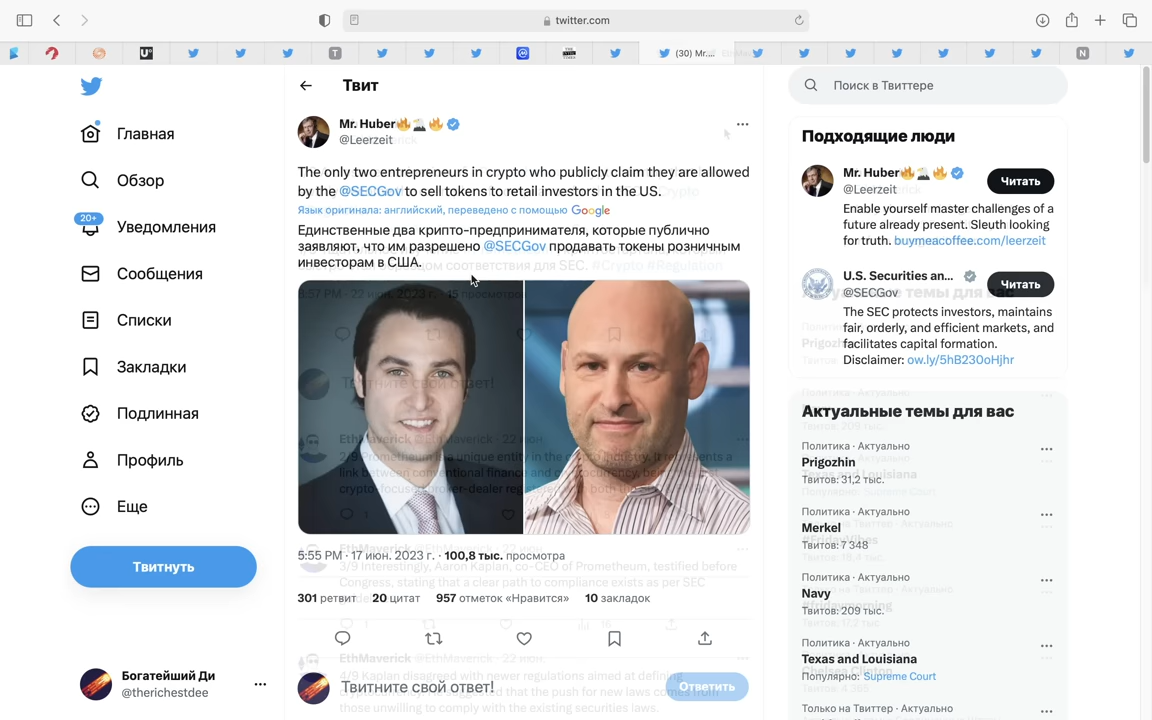 twitter.com
(30) Mr....
Твит
Главная
Обзор
20+
Уведомления
Сообщения
Списки
Закладки
Подлинная
Профиль
Еще
Твитнуть
Богатейший Ди
@therichestdee
Mr. Huber
@Leerzeit
The only two entrepreneurs in crypto who publicly claim they are allowed
by the @SECGov to sell tokens to retail investors in the US.
Язык оригинала: английский, переведено с помощью Google
Единственные два крипто-предпринимателя, которые публично
заявляют, что им разрешено @SECGov продавать токены розничным
инвесторам в США.
5:55 PM · 17 июн. 2023 г. · 100,8 тыс. просмотра
301 ретвит 20 цитат 957 отметок «Нравится» 10 закладок
Твитните свой ответ!
Ответить
Поиск в Твиттере
Подходящие люди
Mr. Huber
@Leerzeit
Читать
Enable yourself master challenges of a
future already present. Sleuth looking
for truth. buymeacoffee.com/leerzeit
U.S. Securities an...
@SECGov
Читать
The SEC protects investors, maintains
fair, orderly, and efficient markets, and
facilitates capital formation.
Disclaimer: ow.ly/5hB23OoHjhr
Актуальные темы для вас
Политика · Актуально
Prigozhin
Твитов: 31,2 тыс.
Политика · Актуально
Merkel
Твитов: 7 348
Политика · Актуально
Navy
Твитов: 209 тыс.
Политика · Актуально
Texas and Louisiana
Популярно: Supreme Court
Только на Твиттер · Актуально